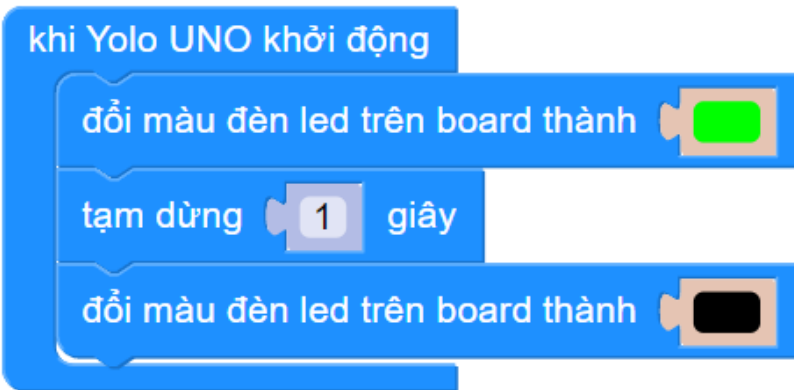 khi Yolo UNO khởi động
đổi màu đèn led trên board thành
tạm dừng 1 giây
đổi màu đèn led trên board thành